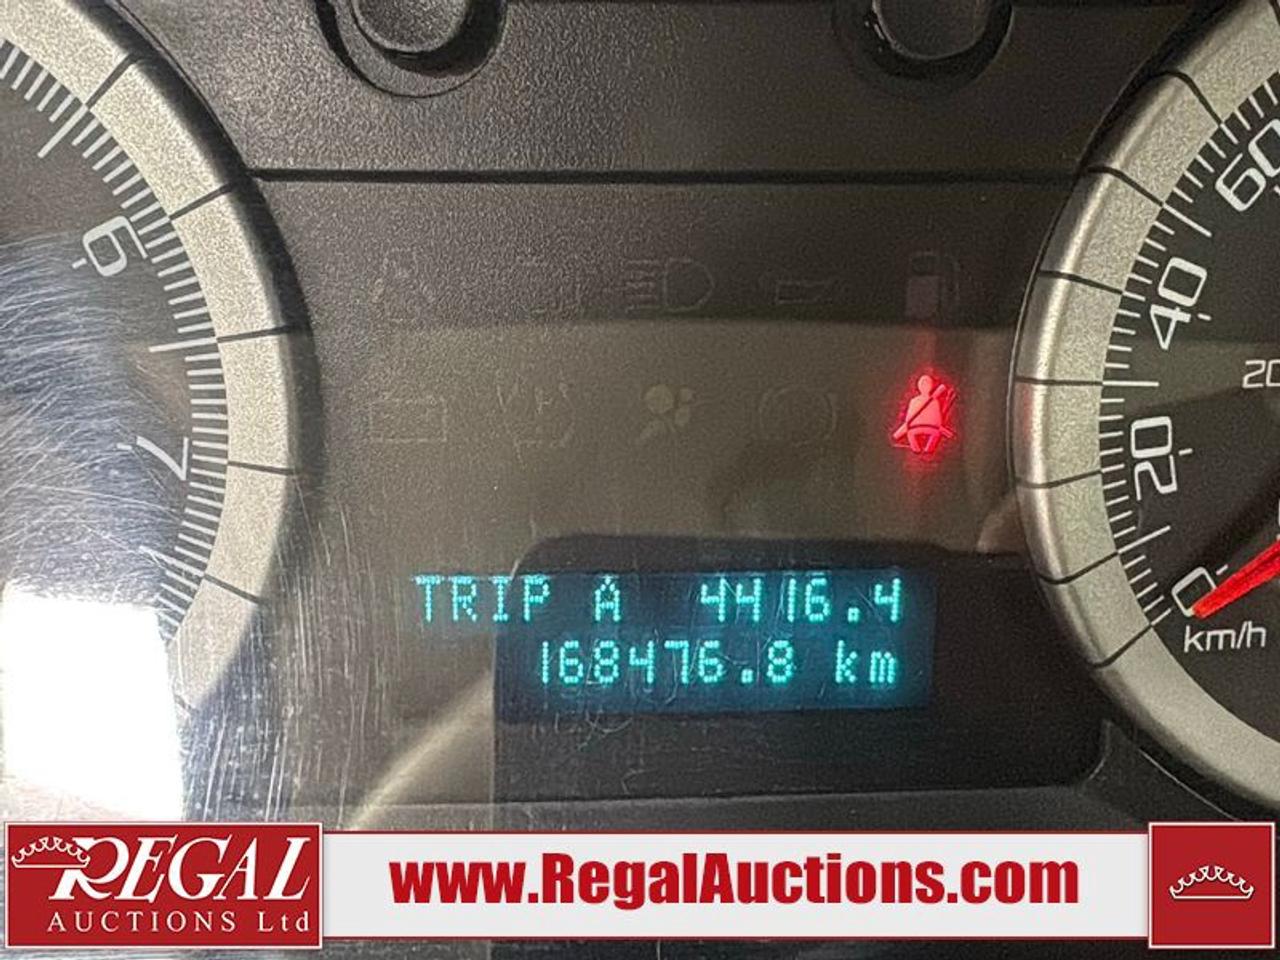 6
7
60
40
20
20
0
km/h
TRIP A 4416.4
168476.8 km
REGAL
AUCTIONS Ltd
www.RegalAuctions.com